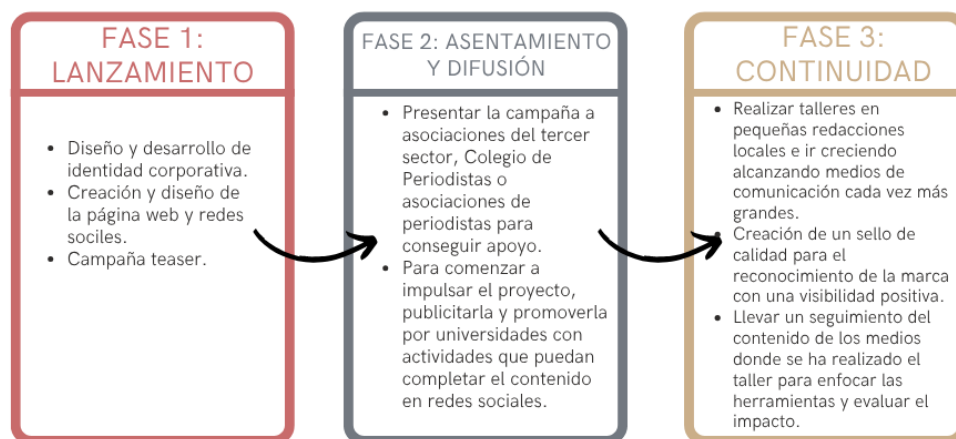 FASE 1:
LANZAMIENTO
• Diseño y desarrollo de
identidad corporativa.
• Creación y diseño de
la página web y redes
sociles.
• Campaña teaser.
FASE 2: ASENTAMIENTO
Y DIFUSIÓN
• Presentar la campaña a
asociaciones del tercer
sector, Colegio de
Periodistas o
asociaciones de
periodistas para
conseguir apoyo.
• Para comenzar a
impulsar el proyecto,
publicitarla y promoverla
por universidades con
actividades que puedan
completar el contenido
en redes sociales.
FASE 3:
CONTINUIDAD
• Realizar talleres en
pequeñas redacciones
locales e ir creciendo
alcanzando medios de
comunicación cada vez más
grandes.
• Creación de un sello de
calidad para el
reconocimiento de la marca
con una visibilidad positiva.
• Llevar un seguimiento del
contenido de los medios
donde se ha realizado el
taller para enfocar las
herramientas y evaluar el
impacto.